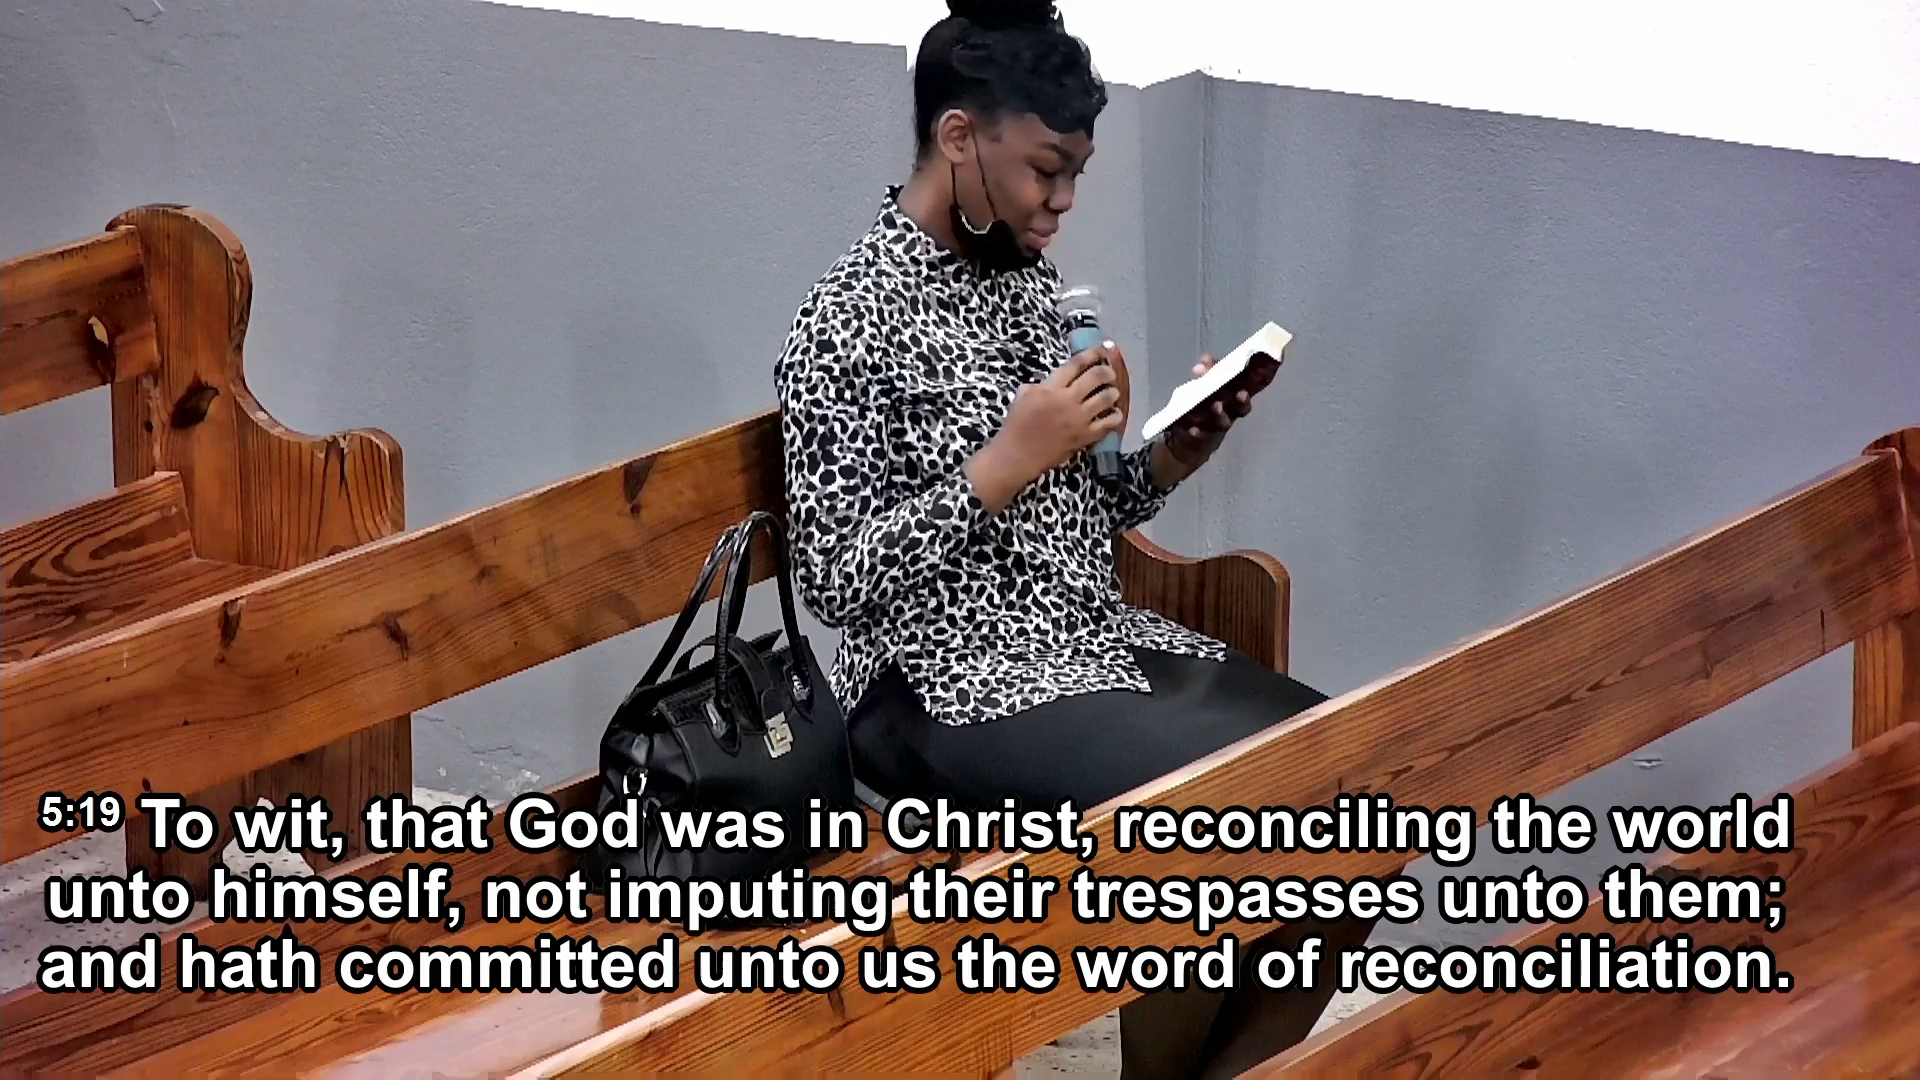 5:19 To wit, that God was in Christ, reconciling the world
unto himself, not imputing their trespasses unto them;
and hath committed unto us the word of reconciliation.